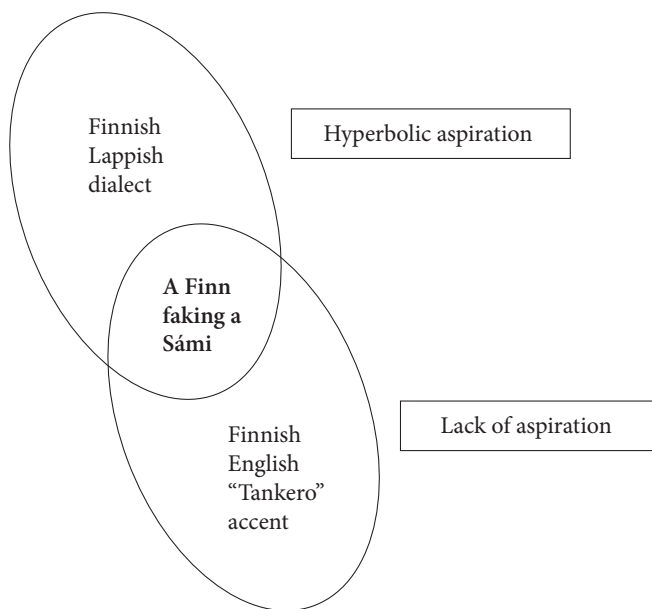 Finnish
Lappish
dialect
Hyperbolic aspiration
A Finn
faking a
Sámi
Lack of aspiration
Finnish
English
“Tankero”
accent